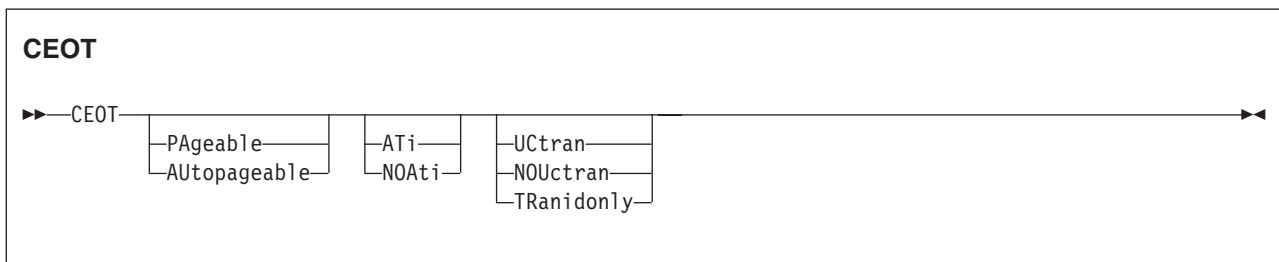 CEOT
CEOT
PAgeable ATi UCtran
AUtopageable NOAti NOUctran
TRanidonly